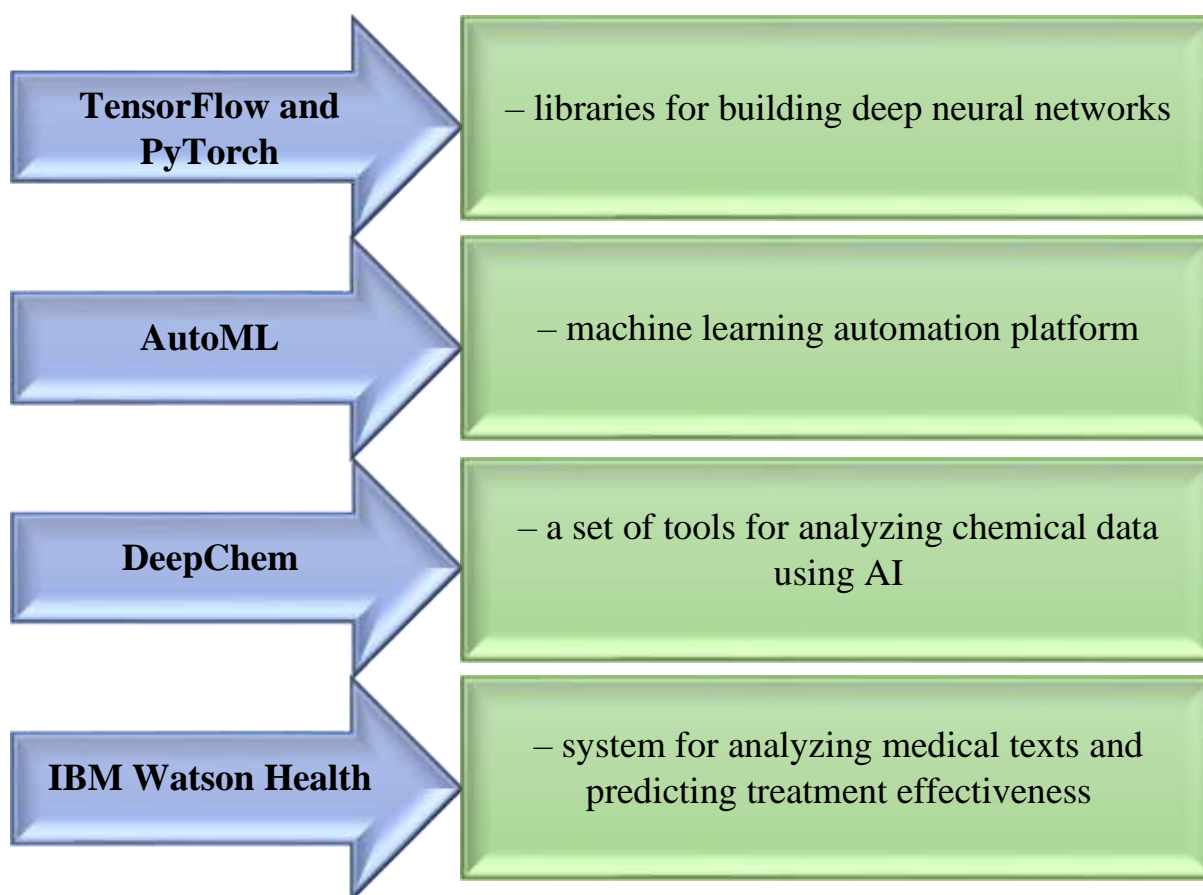 TensorFlow and
PyTorch
– libraries for building deep neural networks
AutoML
– machine learning automation platform
DeepChem
– a set of tools for analyzing chemical data
using AI
IBM Watson Health
– system for analyzing medical texts and
predicting treatment effectiveness